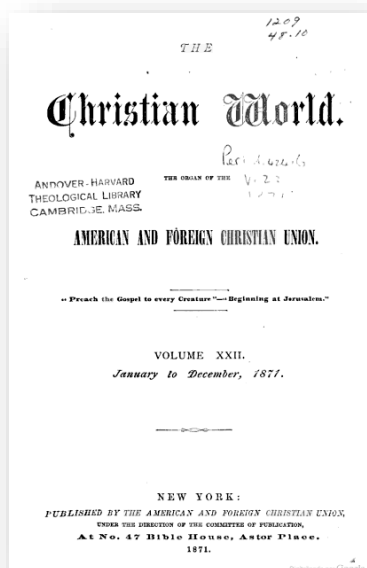 1209
48.10
THE
Christian World.
THE ORGAN OF THE
V. 22
ANDOVER-HARVARD
THEOLOGICAL LIBRARY
CAMBRIDGE, MASS.
AMERICAN AND FOREIGN CHRISTIAN UNION.
"Preach the Gospel to every Creature"—"Beginning at Jerusalem."
VOLUME XXII.
January to December, 1871.
NEW YORK:
PUBLISHED BY THE AMERICAN AND FOREIGN CHRISTIAN UNION,
UNDER THE DIRECTION OF THE COMMITTEE OF PUBLICATION,
At No. 47 Bible House, Astor Place.
1871.